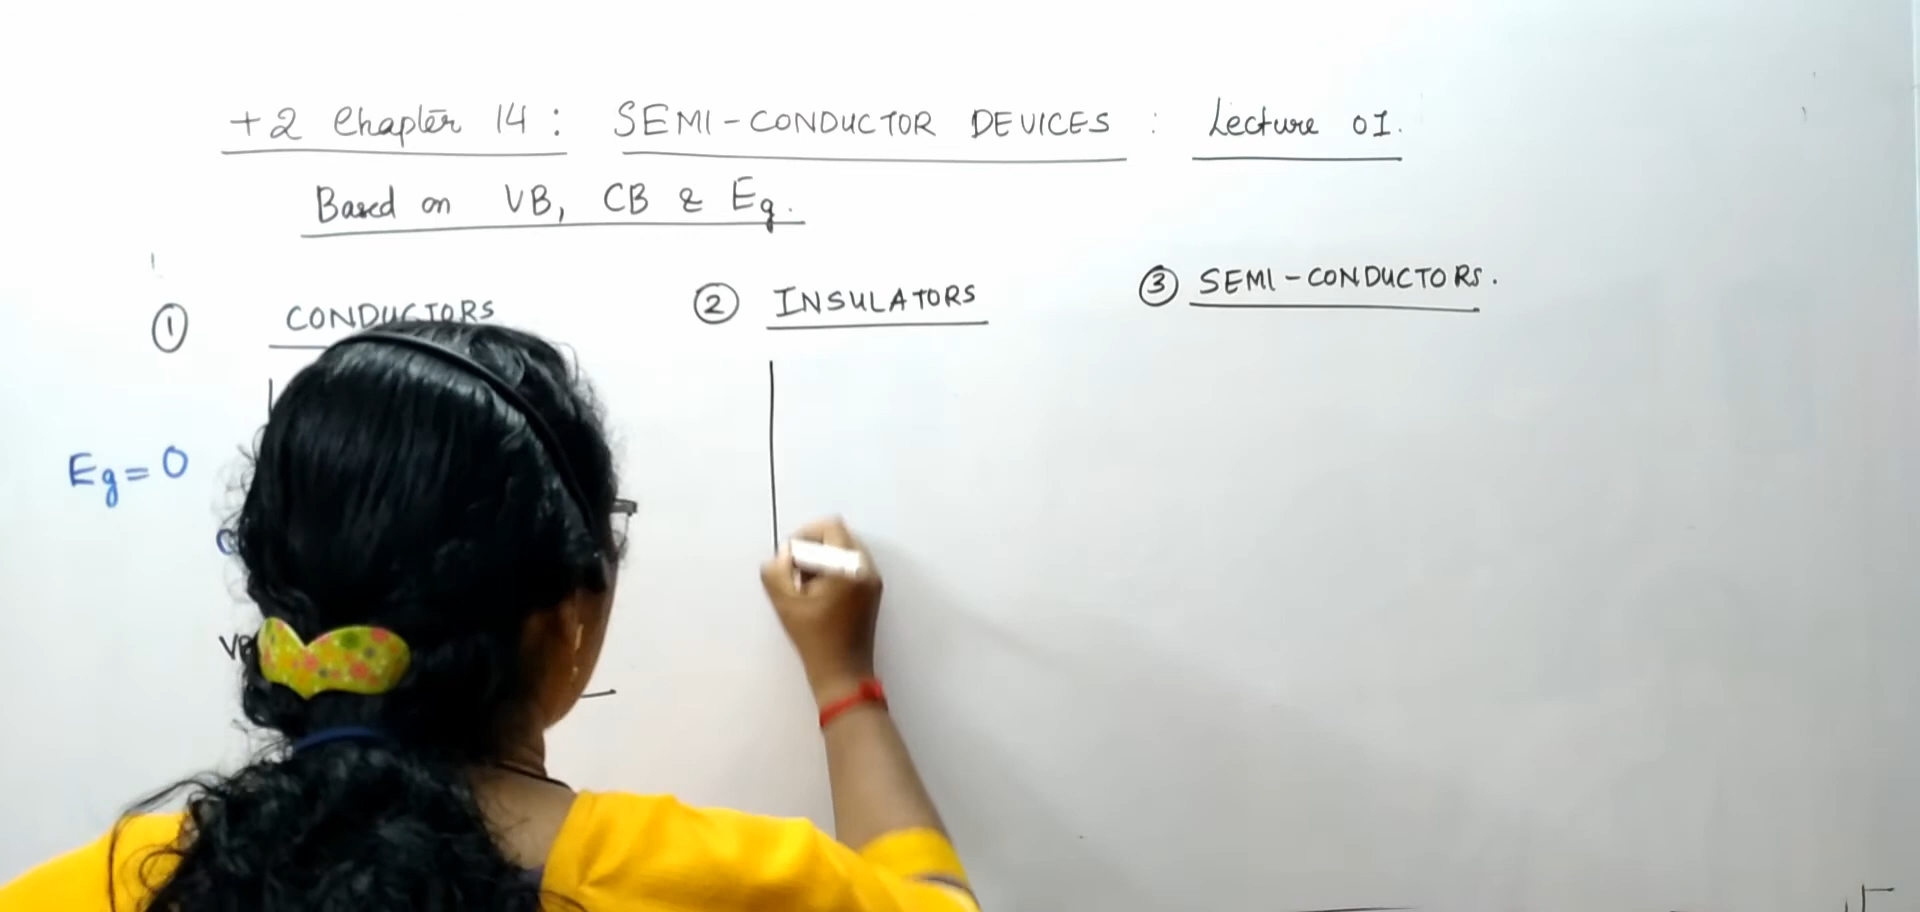 +2 Chapter 14 : SEMI-CONDUCTOR DEVICES : Lecture 01.
Based on VB, CB & Eg.
① CONDUCTORS ② INSULATORS ③ SEMI-CONDUCTORS.
Eg = 0
VB